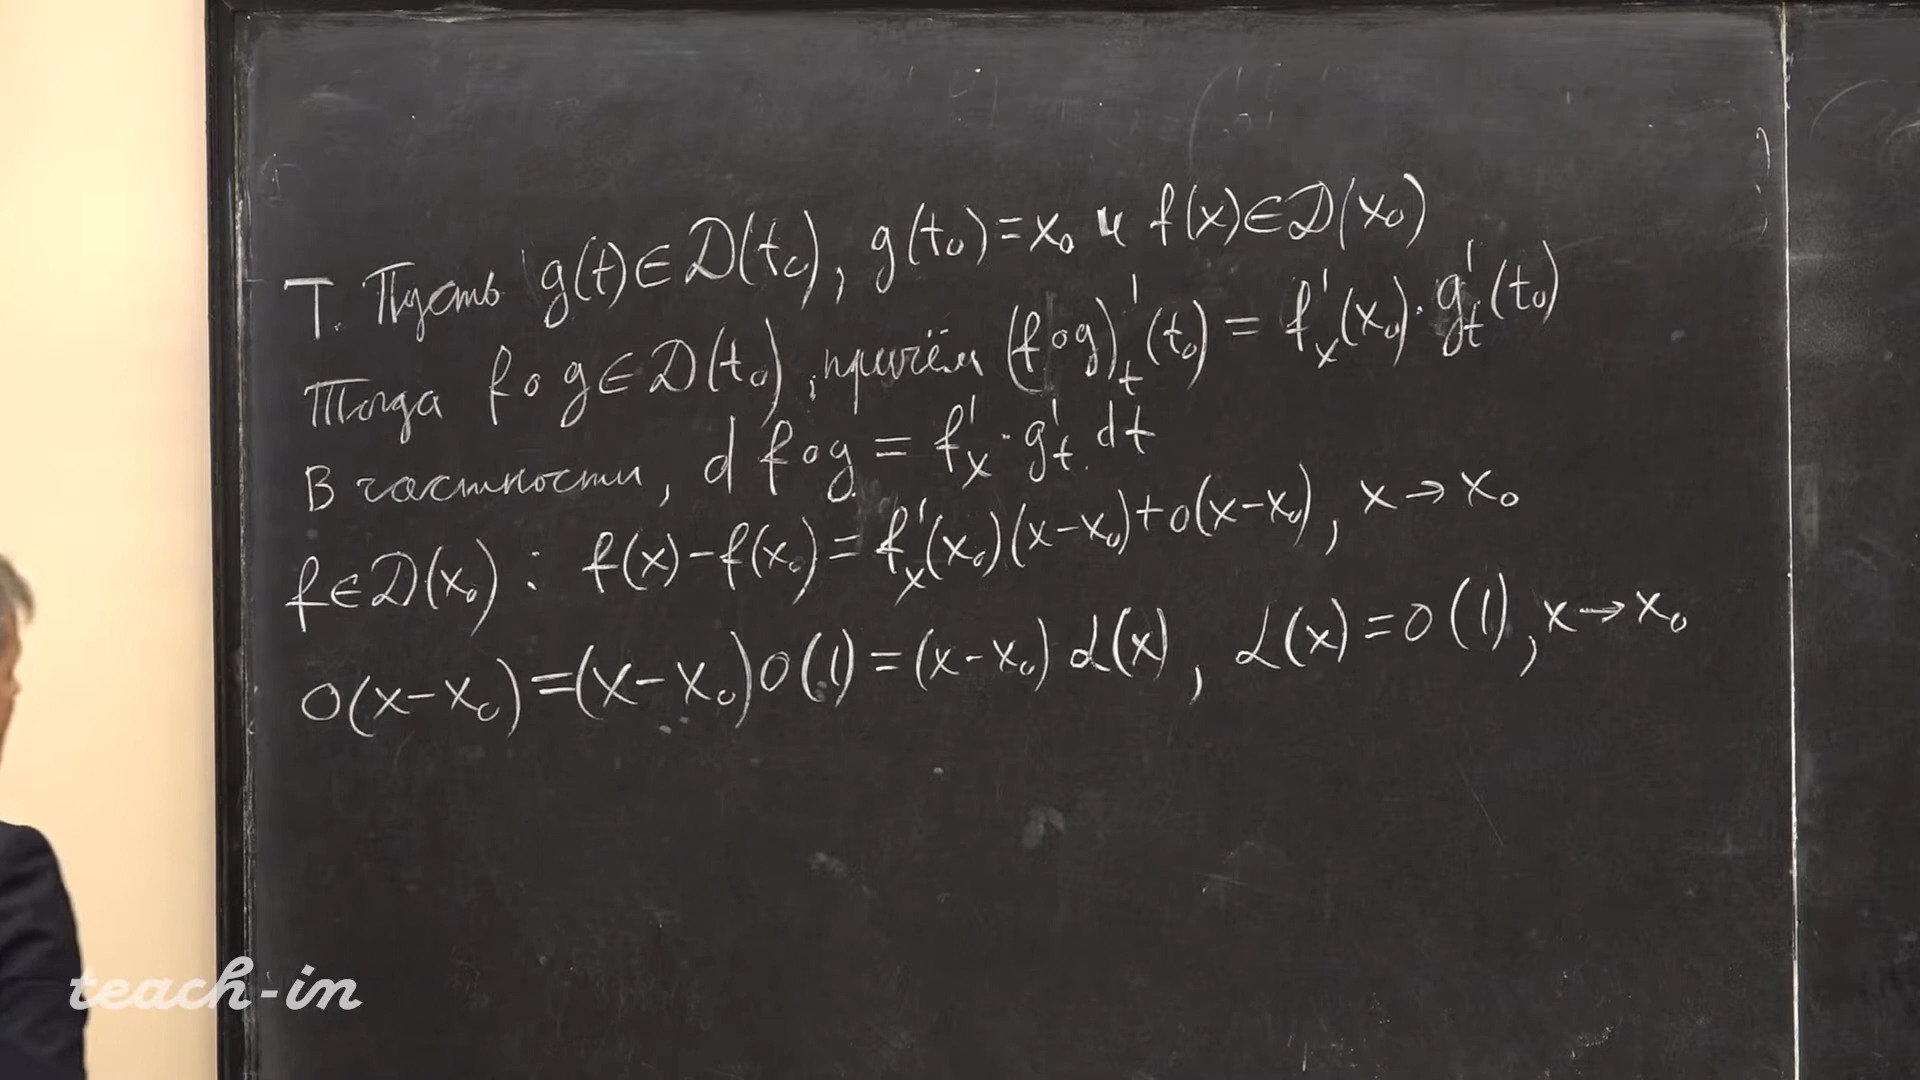 Т. Пусть g(t)∈D(t₀), g(t₀)=x₀ и f(x)∈D(x₀)
Тогда f∘g∈D(t₀), причём (f∘g)'ₜ(t₀) = f'ₓ(x₀)·g'ₜ(t₀)
В частности, d f∘g = f'ₓ·g'ₜ dt
f∈D(x₀) : f(x)−f(x₀)=f'ₓ(x₀)(x−x₀)+o(x−x₀), x→x₀
o(x−x₀)=(x−x₀)o(1)=(x−x₀)α(x), α(x)=o(1), x→x₀
teach-in